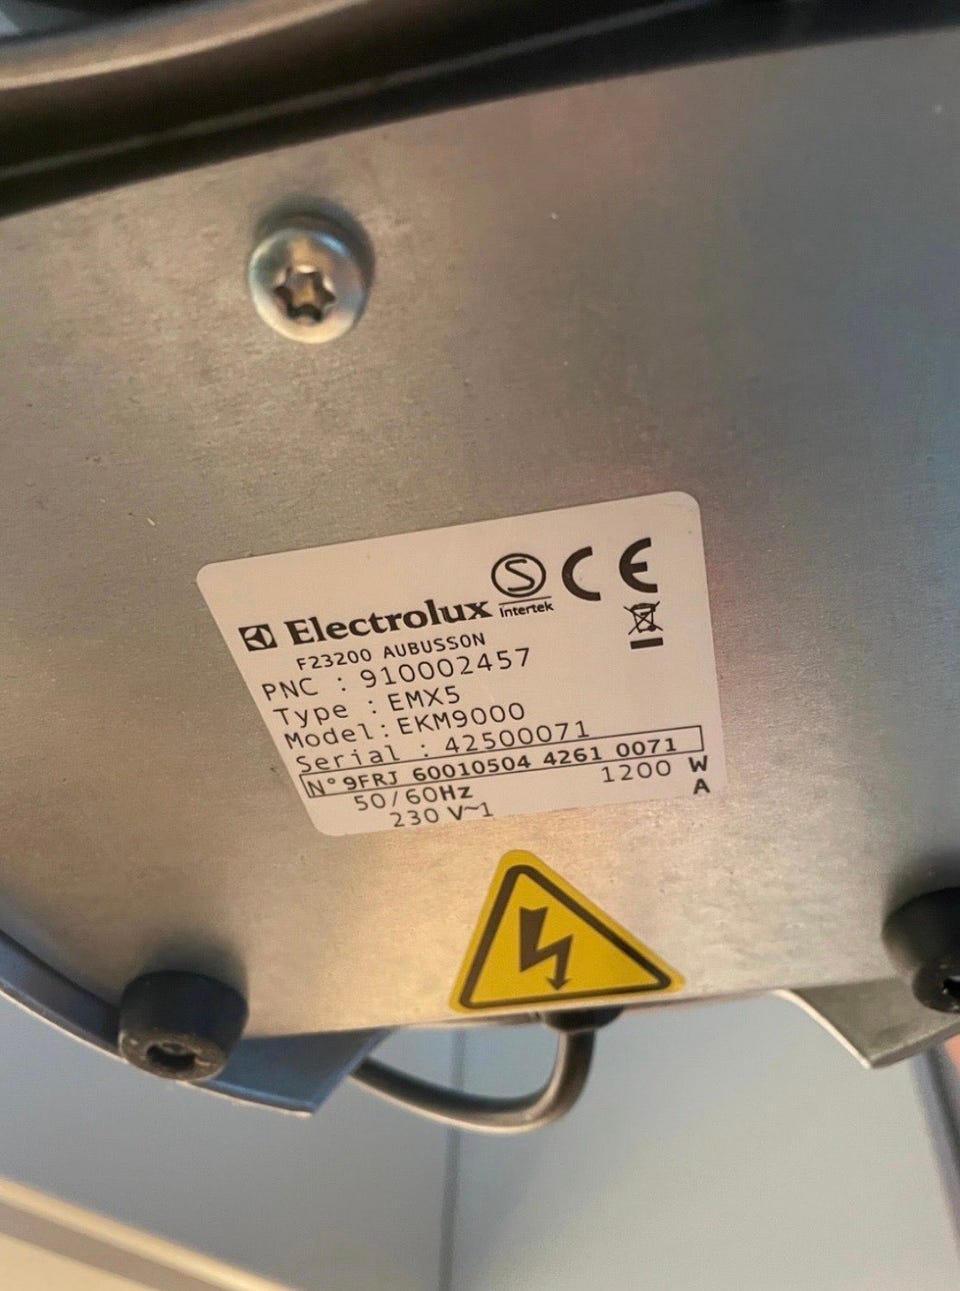 Electrolux
S
Intertek
CE
F23200 AUBUSSON
PNC : 910002457
Type : EMX5
Model: EKM9000
Serial : 42500071
N° 9FRJ 60010504 4261 0071
50/60Hz 1200 W
230 V~1 A